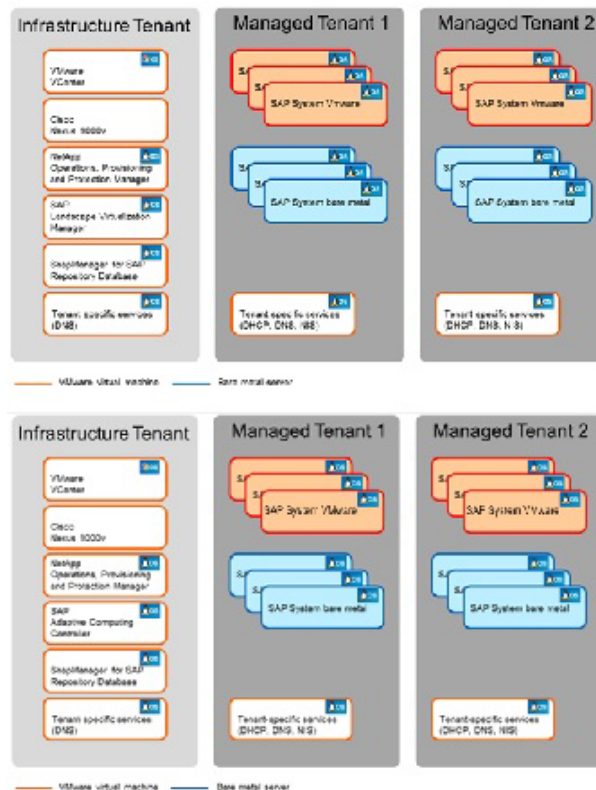 Infrastructure Tenant
Managed Tenant 1
Managed Tenant 2
VMware
VCenter
Cisco
Nexus 1000v
NetApp
Operations, Provisioning
and Protection Manager
SAP
Landscape Virtualization
Manager
SnapManager for SAP
Repository Database
Tenant specific services
(DNS)
SAP System VMware
SAP System bare metal
Tenant specific services
(DHCP, DNS, NIS)
SAP System VMware
SAP System bare metal
Tenant specific services
(DHCP, DNS, NIS)
VMware virtual machine
Bare metal server
Infrastructure Tenant
Managed Tenant 1
Managed Tenant 2
VMware
VCenter
Cisco
Nexus 1000v
NetApp
Operations, Provisioning
and Protection Manager
SAP
Adaptive Computing
Controller
SnapManager for SAP
Repository Database
Tenant specific services
(DNS)
SAP System VMware
SAP System bare metal
Tenant-specific services
(DHCP, DNS, NIS)
SAP System VMware
SAP System bare metal
Tenant-specific services
(DHCP, DNS, NIS)
VMware virtual machine
Bare metal server